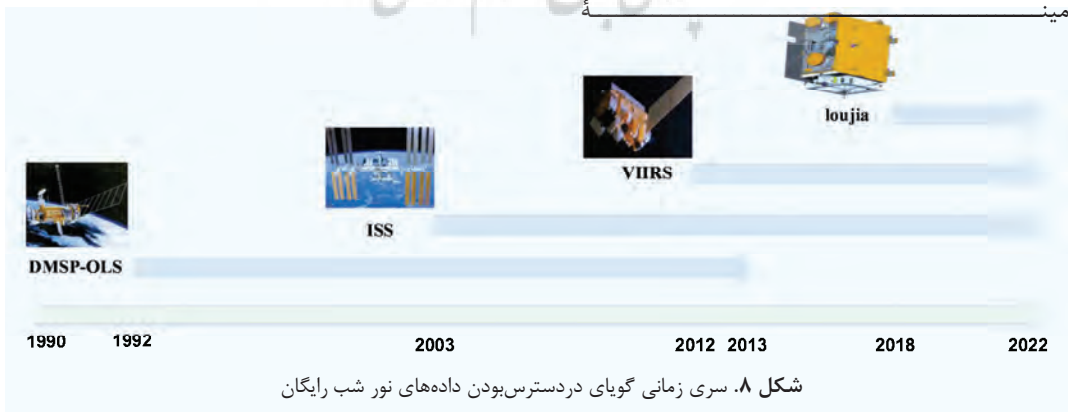 مینۀ
loujia
VIIRS
ISS
DMSP-OLS
1990 1992 2003 2012 2013 2018 2022
شکل ۸. سری زمانی گویای دردسترس‌بودن داده‌های نور شب رایگان